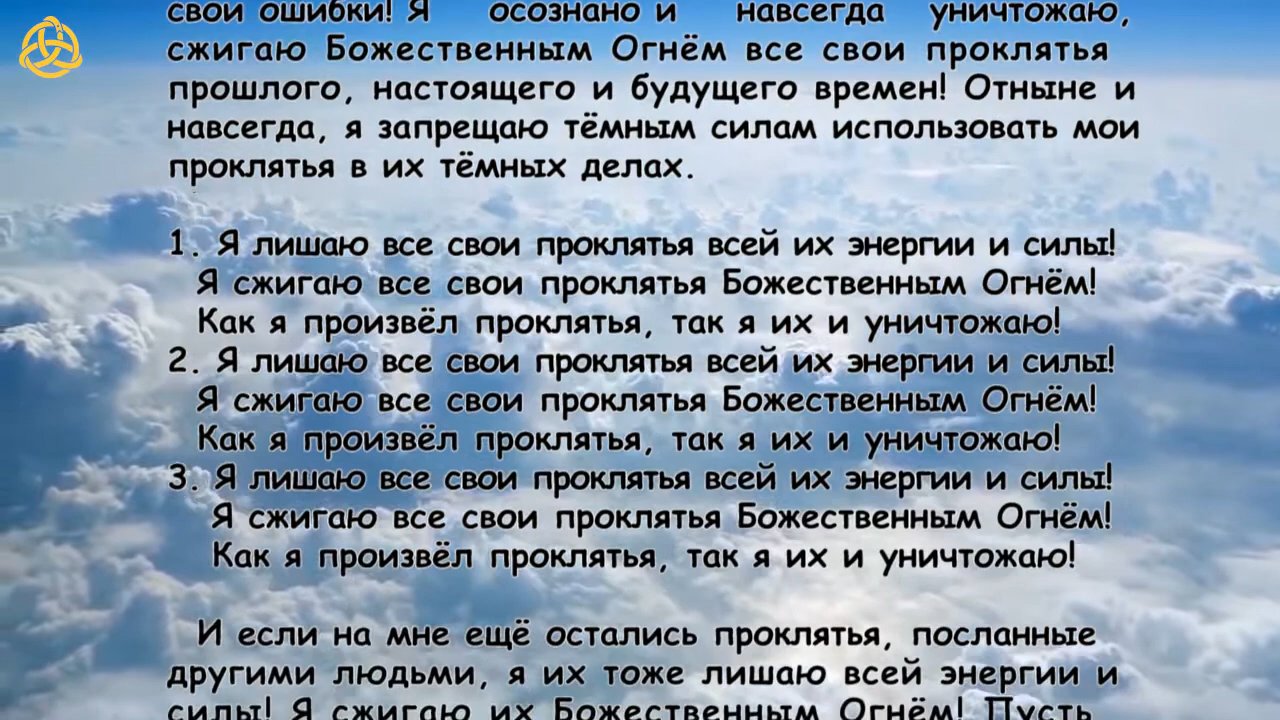 свои ошибки! Я осознано и навсегда уничтожаю,
сжигаю Божественным Огнём все свои проклятья
прошлого, настоящего и будущего времен! Отныне и
навсегда, я запрещаю тёмным силам использовать мои
проклятья в их тёмных делах.
1. Я лишаю все свои проклятья всей их энергии и силы!
Я сжигаю все свои проклятья Божественным Огнём!
Как я произвёл проклятья, так я их и уничтожаю!
2. Я лишаю все свои проклятья всей их энергии и силы!
Я сжигаю все свои проклятья Божественным Огнём!
Как я произвёл проклятья, так я их и уничтожаю!
3. Я лишаю все свои проклятья всей их энергии и силы!
Я сжигаю все свои проклятья Божественным Огнём!
Как я произвёл проклятья, так я их и уничтожаю!
И если на мне ещё остались проклятья, посланные
другими людьми, я их тоже лишаю всей энергии и
силы! Я сжигаю их Божественным Огнём! Пусть